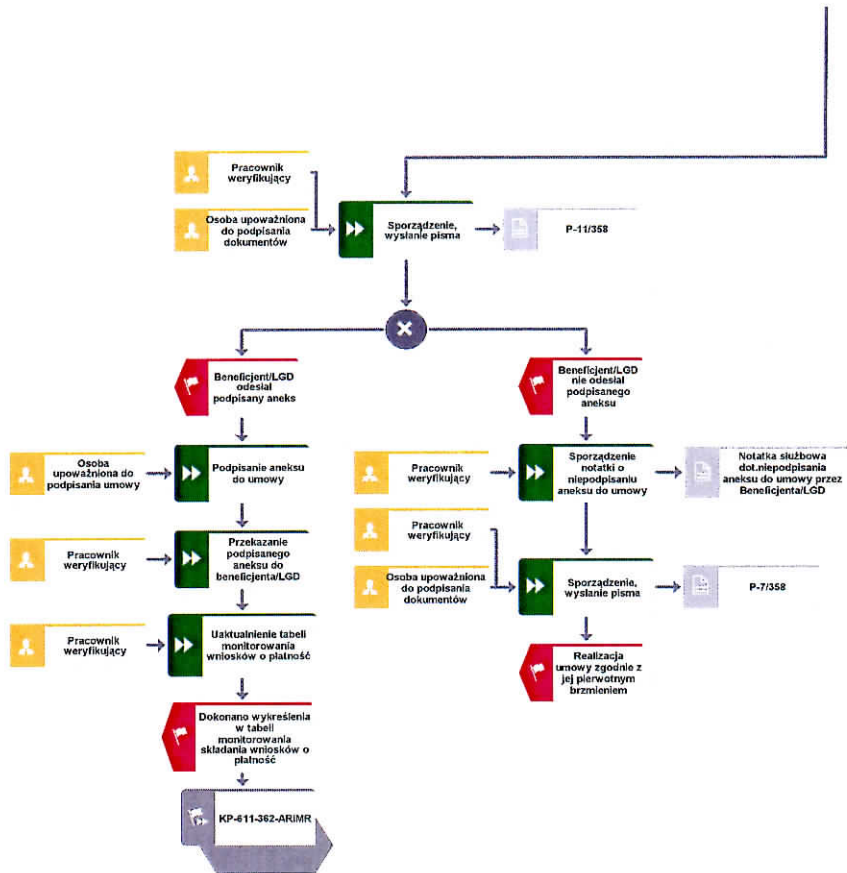 Pracownik
weryfikujący
Osoba upoważniona
do podpisania
dokumentów
Sporządzenie,
wysłanie pisma
P-11/358
Beneficjent/LGD
odesłał
podpisany aneks
Beneficjent/LGD
nie odesłał
podpisanego
aneksu
Osoba
upoważniona do
podpisania umowy
Podpisanie aneksu
do umowy
Pracownik
weryfikujący
Sporządzenie
notatki o
niepodpisaniu
aneksu do umowy
Notatka służbowa
dot.niepodpisania
aneksu do umowy przez
Beneficjenta/LGD
Pracownik
weryfikujący
Przekazanie
podpisanego
aneksu do
beneficjenta/LGD
Pracownik
weryfikujący
Osoba upoważniona
do podpisania
dokumentów
Sporządzenie,
wysłanie pisma
P-7/358
Pracownik
weryfikujący
Uaktualnienie tabeli
monitorowania
wniosków o płatność
Realizacja
umowy zgodnie z
jej pierwotnym
brzmieniem
Dokonano wykreślenia
w tabeli
monitorowania
składania wniosków o
płatność
KP-611-362-ARiMR